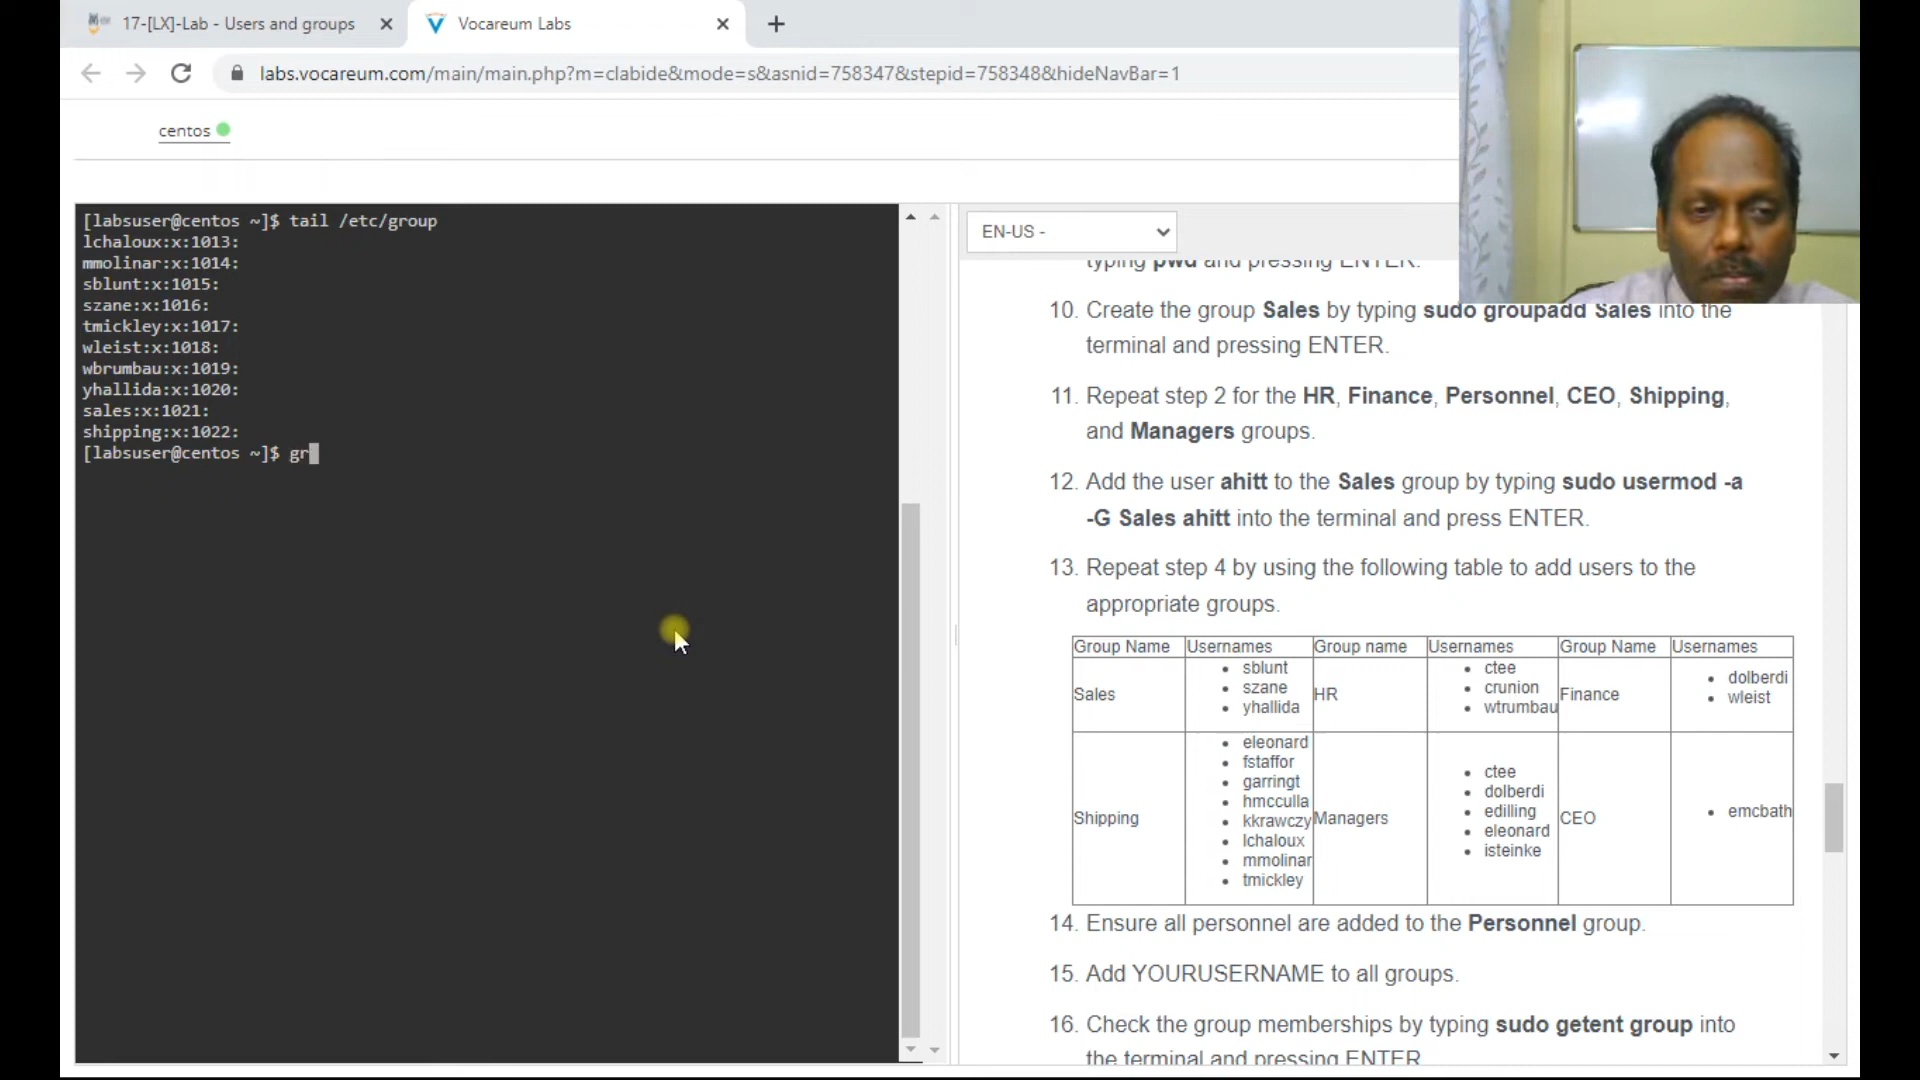 17-[LX]-Lab - Users and groups
Vocareum Labs
labs.vocareum.com/main/main.php?m=clabide&mode=s&asnid=758347&stepid=758348&hideNavBar=1
centos
[labsuser@centos ~]$ tail /etc/group
lchaloux:x:1013:
mmolinar:x:1014:
sblunt:x:1015:
szane:x:1016:
tmickley:x:1017:
wleist:x:1018:
wbrumbau:x:1019:
yhallida:x:1020:
sales:x:1021:
shipping:x:1022:
[labsuser@centos ~]$ gr
EN-US -
typing pwd and pressing ENTER.
10. Create the group Sales by typing sudo groupadd Sales into the
terminal and pressing ENTER.
11. Repeat step 2 for the HR, Finance, Personnel, CEO, Shipping,
and Managers groups.
12. Add the user ahitt to the Sales group by typing sudo usermod -a
-G Sales ahitt into the terminal and press ENTER.
13. Repeat step 4 by using the following table to add users to the
appropriate groups.
Group Name Usernames Group name Usernames Group Name Usernames
Sales
sblunt
szane
yhallida
HR
ctee
crunion
wtrumbau
Finance
dolberdi
wleist
Shipping
eleonard
fstaffor
garringt
hmcculla
kkrawczy
lchaloux
mmolinar
tmickley
Managers
ctee
dolberdi
edilling
eleonard
isteinke
CEO
emcbath
14. Ensure all personnel are added to the Personnel group.
15. Add YOURUSERNAME to all groups.
16. Check the group memberships by typing sudo getent group into
the terminal and pressing ENTER